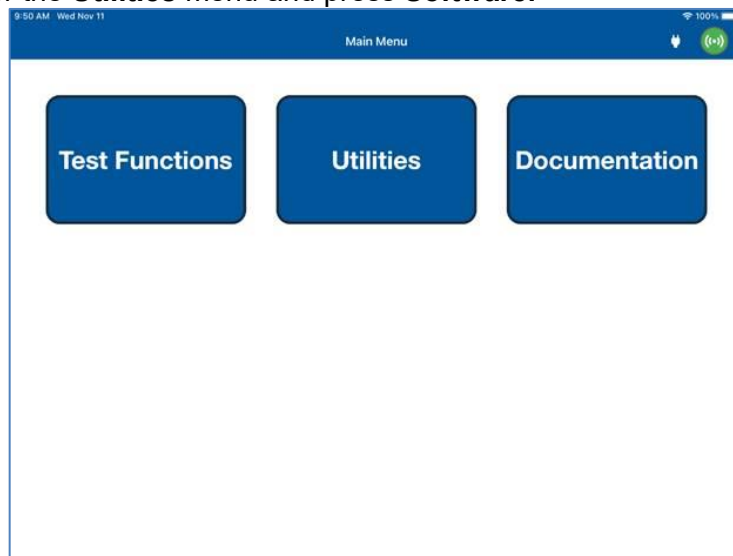 the Utilities menu and press Software.
9:50 AM Wed Nov 11
100%
Main Menu
Test Functions
Utilities
Documentation